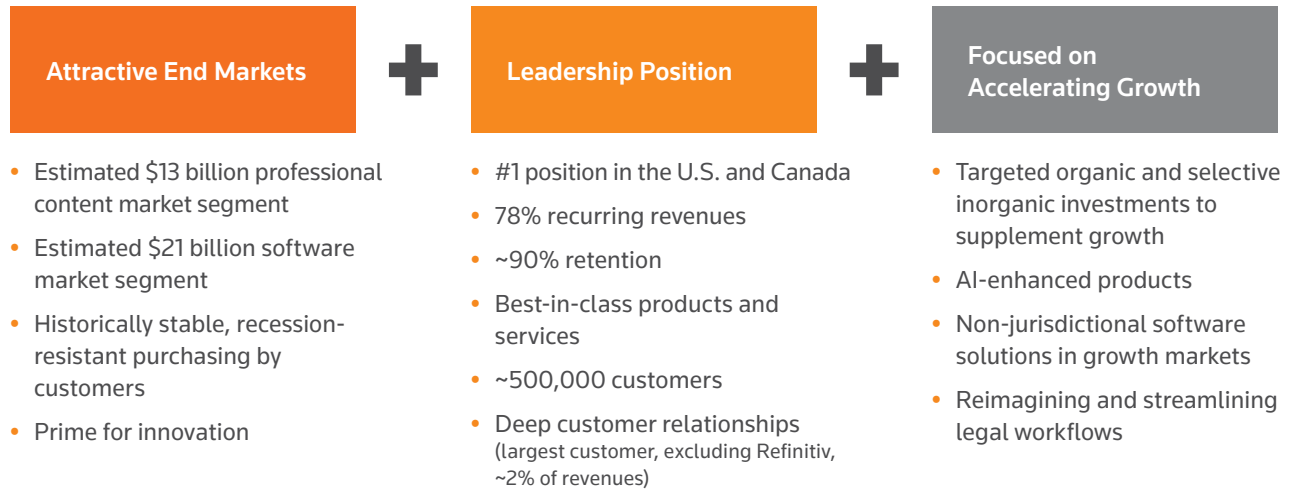 Attractive End Markets
• Estimated $13 billion professional
content market segment
• Estimated $21 billion software
market segment
• Historically stable, recession-
resistant purchasing by
customers
• Prime for innovation
Leadership Position
• #1 position in the U.S. and Canada
• 78% recurring revenues
• ~90% retention
• Best-in-class products and
services
• ~500,000 customers
• Deep customer relationships
(largest customer, excluding Refinitiv,
~2% of revenues)
Focused on
Accelerating Growth
• Targeted organic and selective
inorganic investments to
supplement growth
• AI-enhanced products
• Non-jurisdictional software
solutions in growth markets
• Reimagining and streamlining
legal workflows